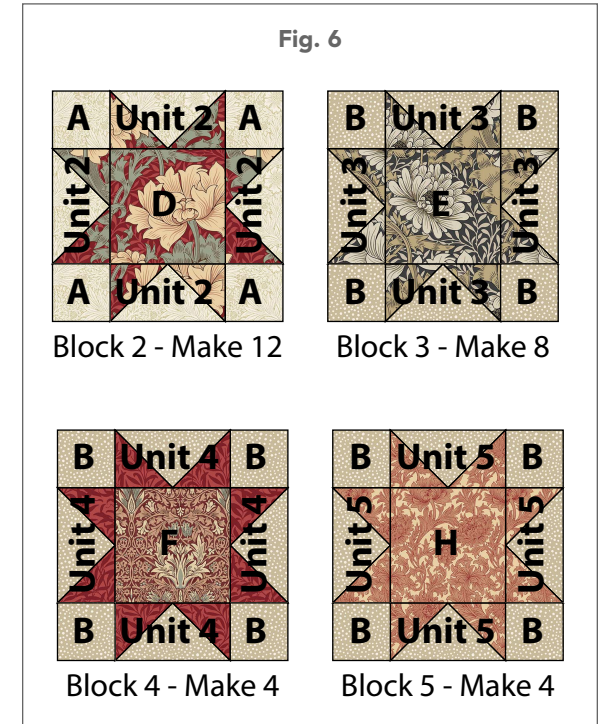 Fig. 6
A Unit 2 A
Unit 2 D Unit 2
A Unit 2 A
Block 2 - Make 12
B Unit 3 B
Unit 3 E Unit 3
B Unit 3 B
Block 3 - Make 8
B Unit 4 B
Unit 4 F Unit 4
B Unit 4 B
Block 4 - Make 4
B Unit 5 B
Unit 5 H Unit 5
B Unit 5 B
Block 5 - Make 4